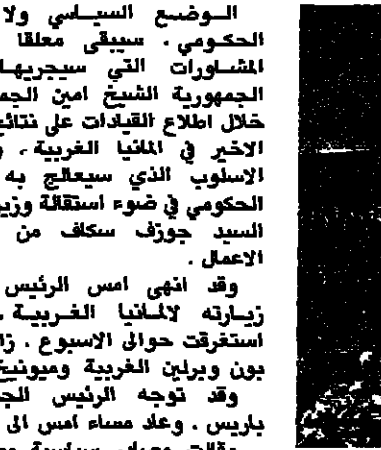 الوضع السياسي ولا
الحكومي . سيبقى معلقا
المشاورات التي سيجريها
الجمهورية الشيخ امين الجم
خلال اطلاع القيادات على نتائج
الاخير في المانيا الغربية ، و
الاسلوب الذي سيعالج به
الحكومي في ضوء استقالة وزير
السيد جوزف سكاف من
الاعمال .
وقد انهى امس الرئيس
زيارته لالمانيا الغربية
استغرقت حوالى الاسبوع . زا
بون وبرلين الغربية وميونيخ
وقد توجه الرئيس الجم
باريس . وعاد مساء امس الى
سياسية